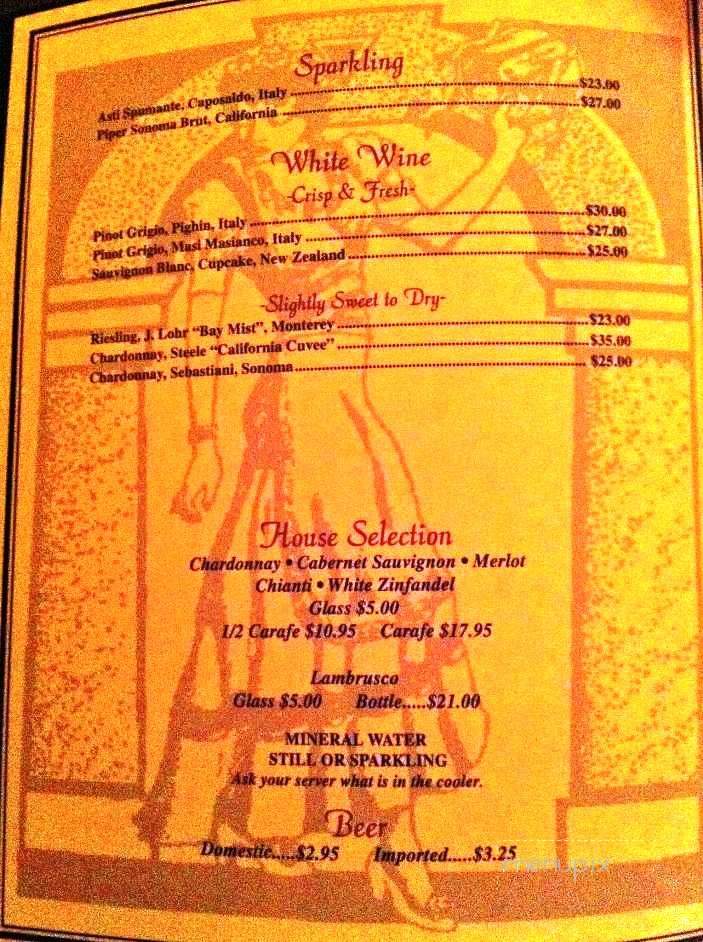 Sparkling
Asti Spumante, Caposaldo, Italy ........ $23.00
Piper Sonoma Brut, California ........ $27.00
White Wine
-Crisp & Fresh-
Pinot Grigio, Pighin, Italy ........ $30.00
Pinot Grigio, Masi Masianco, Italy ........ $27.00
Sauvignon Blanc, Cupcake, New Zealand ........ $25.00
-Slightly Sweet to Dry-
Riesling, J. Lohr “Bay Mist”, Monterey ........ $23.00
Chardonnay, Steele “California Cuvee” ........ $35.00
Chardonnay, Sebastiani, Sonoma ........ $25.00
House Selection
Chardonnay • Cabernet Sauvignon • Merlot
Chianti • White Zinfandel
Glass $5.00
1/2 Carafe $10.95 Carafe $17.95
Lambrusco
Glass $5.00 Bottle.....$21.00
MINERAL WATER
STILL OR SPARKLING
Ask your server what is in the cooler.
Beer
Domestic.....$2.95 Imported.....$3.25
menupix